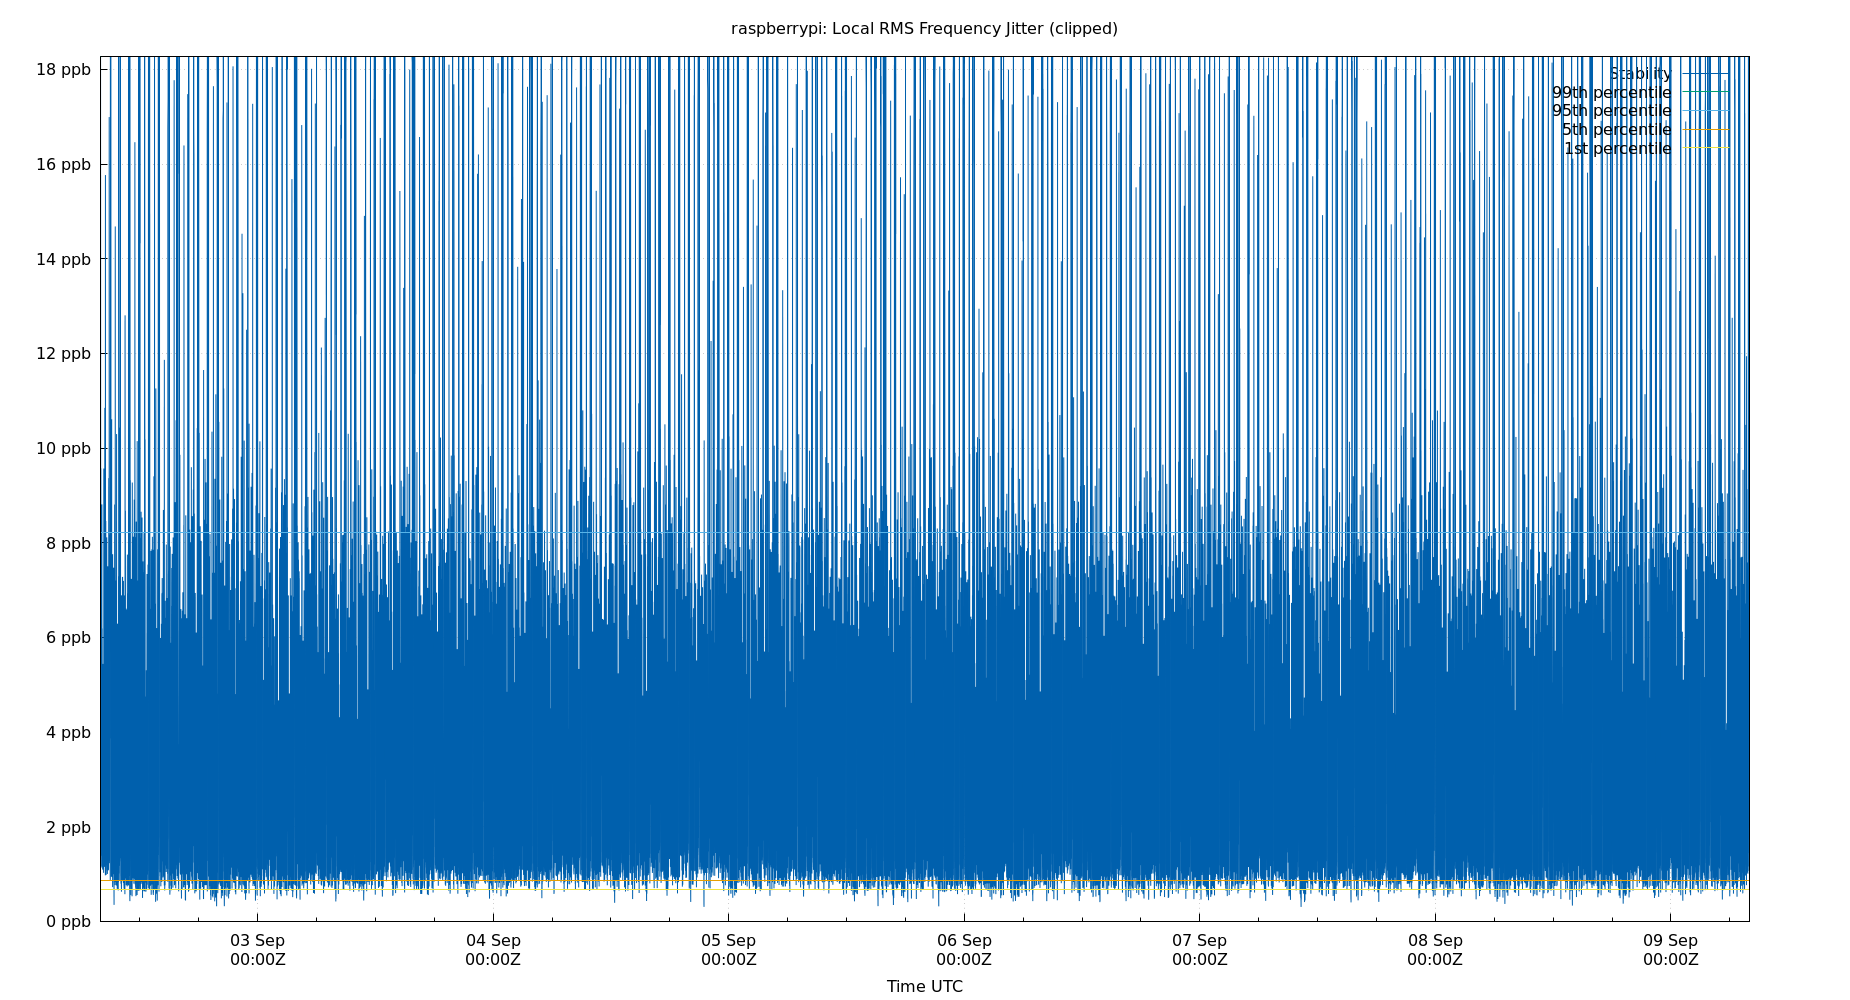 raspberrypi: Local RMS Frequency Jitter (clipped)
18 ppb
16 ppb
14 ppb
12 ppb
10 ppb
8 ppb
6 ppb
4 ppb
2 ppb
0 ppb
Stability
99th percentile
95th percentile
5th percentile
1st percentile
03 Sep
00:00Z
04 Sep
00:00Z
05 Sep
00:00Z
06 Sep
00:00Z
07 Sep
00:00Z
08 Sep
00:00Z
09 Sep
00:00Z
Time UTC